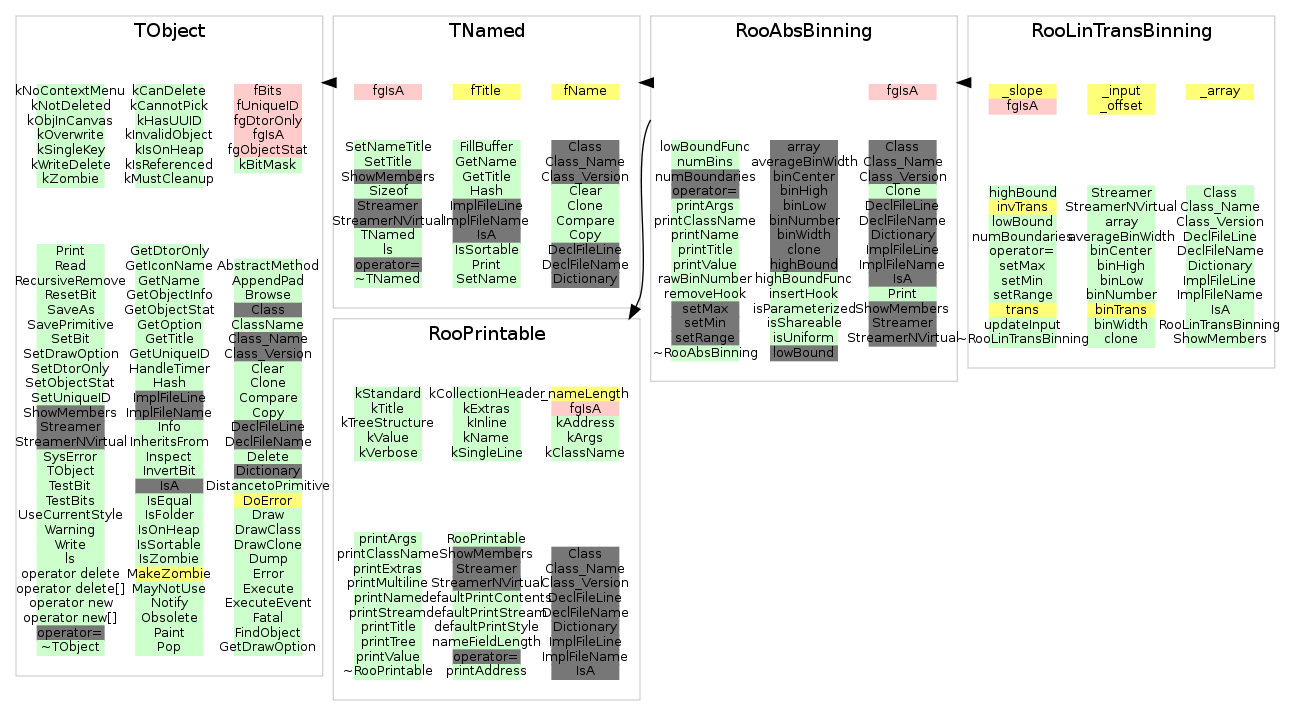 TObject
kNoContextMenu kCanDelete fBits
kNotDeleted kCannotPick fUniqueID
kObjInCanvas kHasUUID fgDtorOnly
kOverwrite kInvalidObject fgIsA
kSingleKey kIsOnHeap fgObjectStat
kWriteDelete kIsReferenced kBitMask
kZombie kMustCleanup
Print GetDtorOnly
Read GetIconName AbstractMethod
RecursiveRemove GetName AppendPad
ResetBit GetObjectInfo Browse
SaveAs GetObjectStat Class
SavePrimitive GetOption ClassName
SetBit GetTitle Class_Name
SetDrawOption GetUniqueID Class_Version
SetDtorOnly HandleTimer Clear
SetObjectStat Hash Clone
SetUniqueID ImplFileLine Compare
ShowMembers ImplFileName Copy
Streamer Info DeclFileLine
StreamerNVirtual InheritsFrom DeclFileName
SysError Inspect Delete
TObject InvertBit Dictionary
TestBit IsA DistancetoPrimitive
TestBits IsEqual DoError
UseCurrentStyle IsFolder Draw
Warning IsOnHeap DrawClass
Write IsSortable DrawClone
ls IsZombie Dump
operator delete MakeZombie Error
operator delete[] MayNotUse Execute
operator new Notify ExecuteEvent
operator new[] Obsolete Fatal
operator= Paint FindObject
~TObject Pop GetDrawOption
TNamed
fgIsA fTitle fName
SetNameTitle FillBuffer Class
SetTitle GetName Class_Name
ShowMembers GetTitle Class_Version
Sizeof Hash Clear
Streamer ImplFileLine Clone
StreamerNVirtual ImplFileName Compare
TNamed IsA Copy
ls IsSortable DeclFileLine
operator= Print DeclFileName
~TNamed SetName Dictionary
RooPrintable
kStandard kCollectionHeader _nameLength
kTitle kExtras fgIsA
kTreeStructure kInline kAddress
kValue kName kArgs
kVerbose kSingleLine kClassName
printArgs RooPrintable
printClassName ShowMembers Class
printExtras Streamer Class_Name
printMultiline StreamerNVirtual Class_Version
printName defaultPrintContents DeclFileLine
printStream defaultPrintStream DeclFileName
printTitle defaultPrintStyle Dictionary
printTree nameFieldLength ImplFileLine
printValue operator= ImplFileName
~RooPrintable printAddress IsA
RooAbsBinning
fgIsA
lowBoundFunc array Class
numBins averageBinWidth Class_Name
numBoundaries binCenter Class_Version
operator= binHigh Clone
printArgs binLow DeclFileLine
printClassName binNumber DeclFileName
printName binWidth Dictionary
printTitle clone ImplFileLine
printValue highBound ImplFileName
rawBinNumber highBoundFunc IsA
removeHook insertHook Print
setMax isParameterized ShowMembers
setMin isShareable Streamer
setRange isUniform StreamerNVirtual
~RooAbsBinning lowBound
RooLinTransBinning
_slope _input _array
fgIsA _offset
highBound Streamer Class
invTrans StreamerNVirtual Class_Name
lowBound array Class_Version
numBoundaries averageBinWidth DeclFileLine
operator= binCenter DeclFileName
setMax binHigh Dictionary
setMin binLow ImplFileLine
setRange binNumber ImplFileName
trans binTrans IsA
updateInput binWidth RooLinTransBinning
~RooLinTransBinning clone ShowMembers